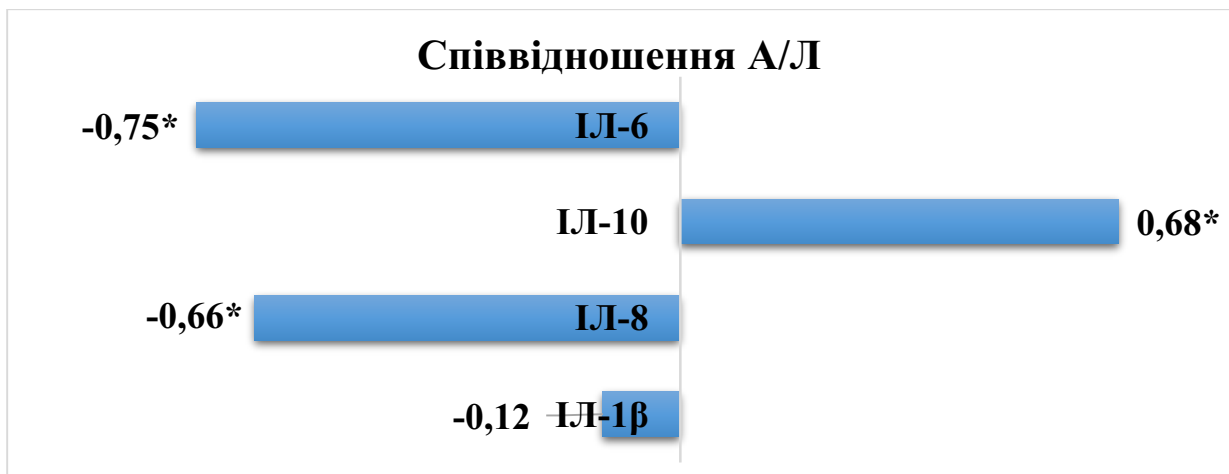 Співвідношення А/Л
-0,75* ІЛ-6
ІЛ-10 0,68*
-0,66* ІЛ-8
-0,12 ІЛ-1β